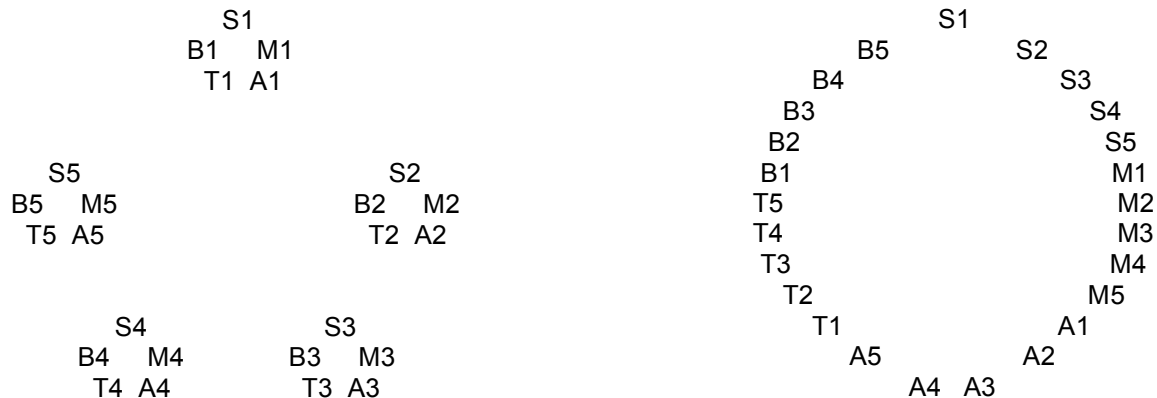 S1
B1 M1
T1 A1
S5
B5 M5
T5 A5
S2
B2 M2
T2 A2
S4
B4 M4
T4 A4
S3
B3 M3
T3 A3
S1
B5 S2
B4 S3
B3 S4
B2 S5
B1 M1
T5 M2
T4 M3
T3 M4
T2 M5
T1 A1
A5 A2
A4 A3